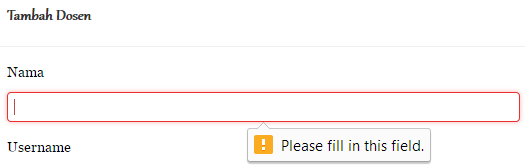 Tambah Dosen
Nama
Please fill in this field.
Username